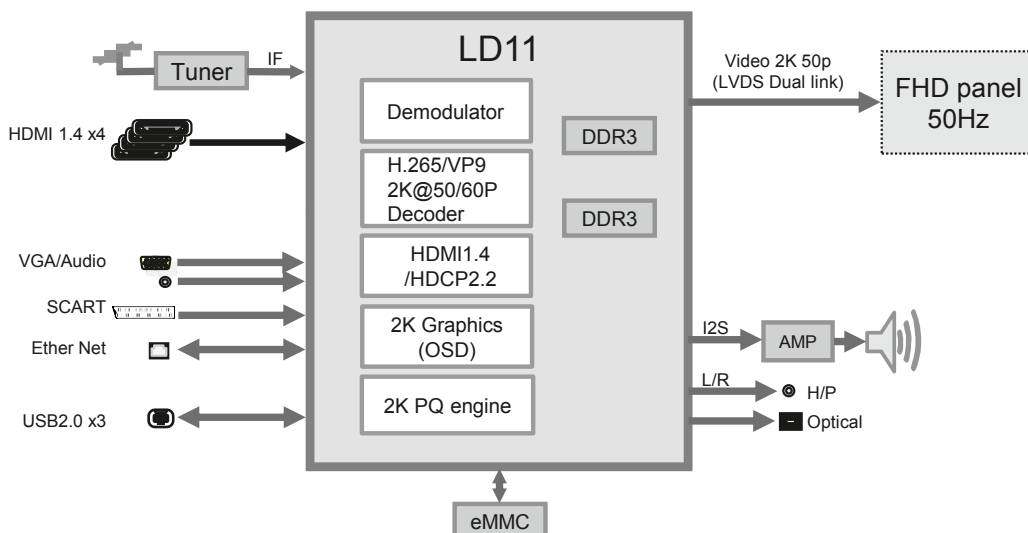 LD11
Tuner
IF
HDMI 1.4 x4
Demodulator
H.265/VP9
2K@50/60P
Decoder
HDMI1.4
/HDCP2.2
2K Graphics
(OSD)
2K PQ engine
DDR3
DDR3
Video 2K 50p
(LVDS Dual link)
FHD panel
50Hz
VGA/Audio
SCART
Ether Net
USB2.0 x3
I2S
AMP
L/R
H/P
Optical
eMMC